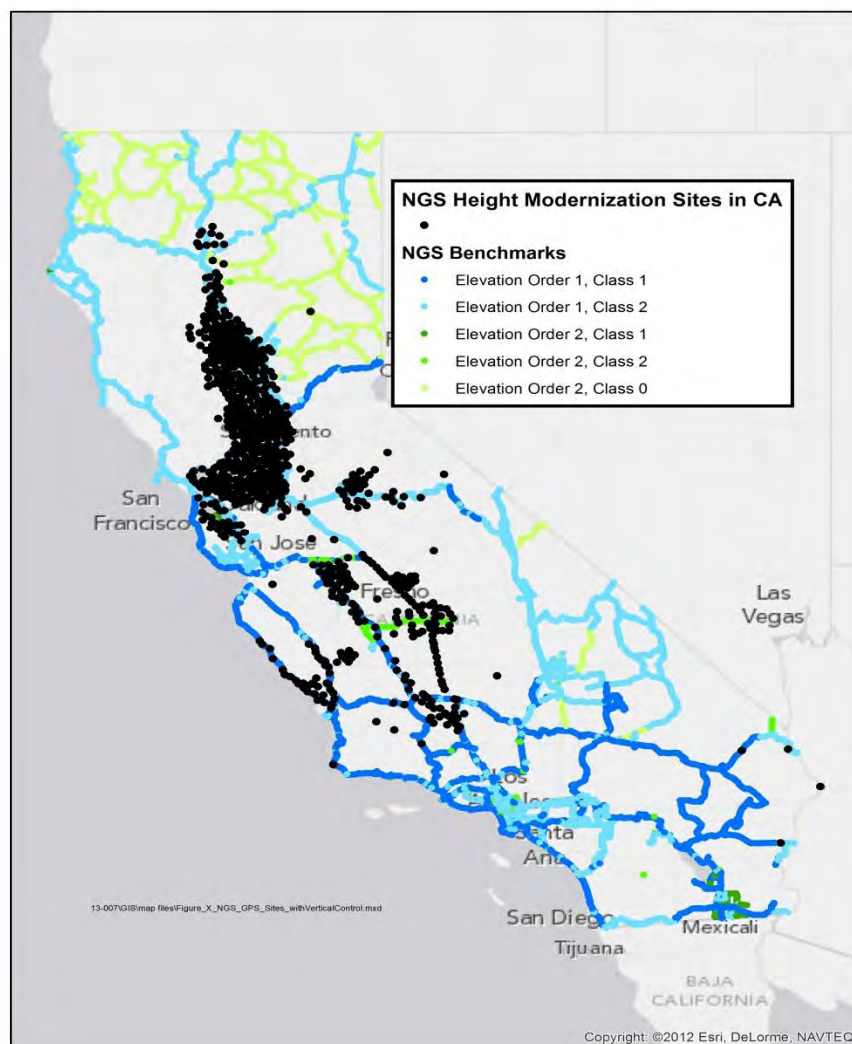 NGS Height Modernization Sites in CA
NGS Benchmarks
Elevation Order 1, Class 1
Elevation Order 1, Class 2
Elevation Order 2, Class 1
Elevation Order 2, Class 2
Elevation Order 2, Class 0
San
Francisco
San Jose
Fresno
Las
Vegas
Los
Santa
San Diego
Tijuana
Mexicali
BAJA
CALIFORNIA
13-007\GIS\map files\Figure_X_NGS_GPS_Sites_withVerticalControl.mxd
Copyright: ©2012 Esri, DeLorme, NAVTEQ